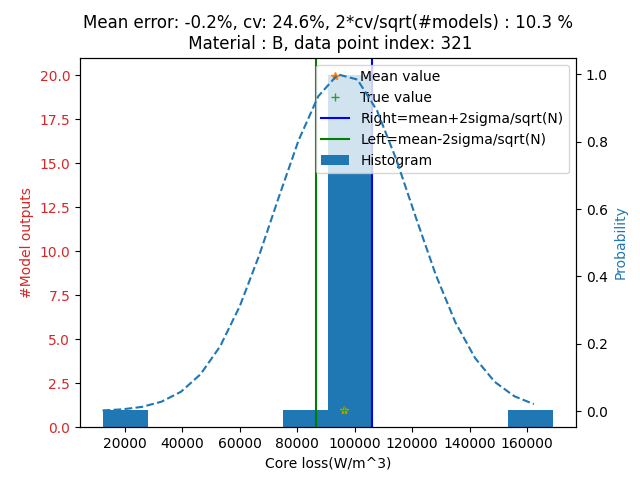 Mean error: -0.2%, cv: 24.6%, 2*cv/sqrt(#models) : 10.3 %
Material : B, data point index: 321
20.0
17.5
15.0
12.5
10.0
7.5
5.0
2.5
0.0
#Model outputs
Mean value
True value
Right=mean+2sigma/sqrt(N)
Left=mean-2sigma/sqrt(N)
Histogram
1.0
0.8
0.6
0.4
0.2
0.0
Probability
20000 40000 60000 80000 100000 120000 140000 160000
Core loss(W/m^3)